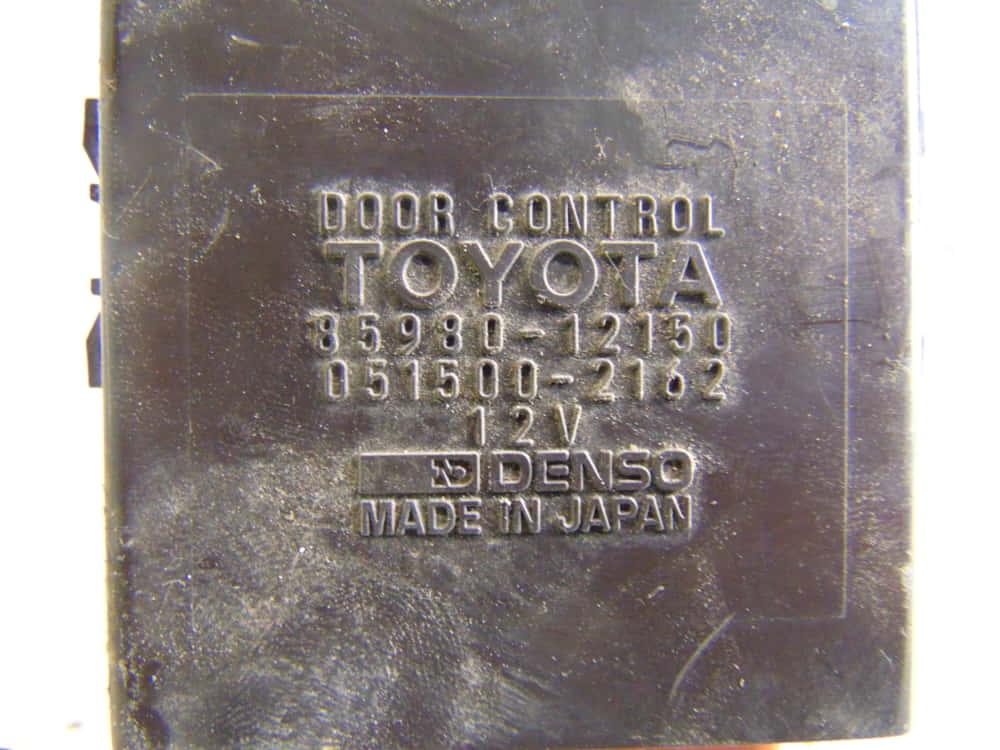 DOOR CONTROL
TOYOTA
85980-12150
051500-2162
12V
DENSO
MADE IN JAPAN